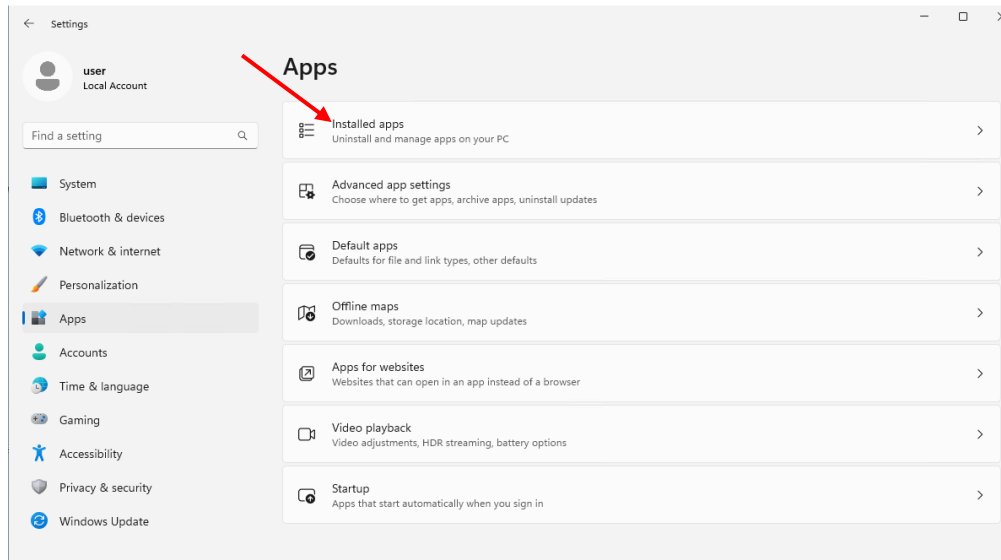 Settings
user
Local Account
Find a setting
System
Bluetooth & devices
Network & internet
Personalization
Apps
Accounts
Time & language
Gaming
Accessibility
Privacy & security
Windows Update
Apps
Installed apps
Uninstall and manage apps on your PC
Advanced app settings
Choose where to get apps, archive apps, uninstall updates
Default apps
Defaults for file and link types, other defaults
Offline maps
Downloads, storage location, map updates
Apps for websites
Websites that can open in an app instead of a browser
Video playback
Video adjustments, HDR streaming, battery options
Startup
Apps that start automatically when you sign in